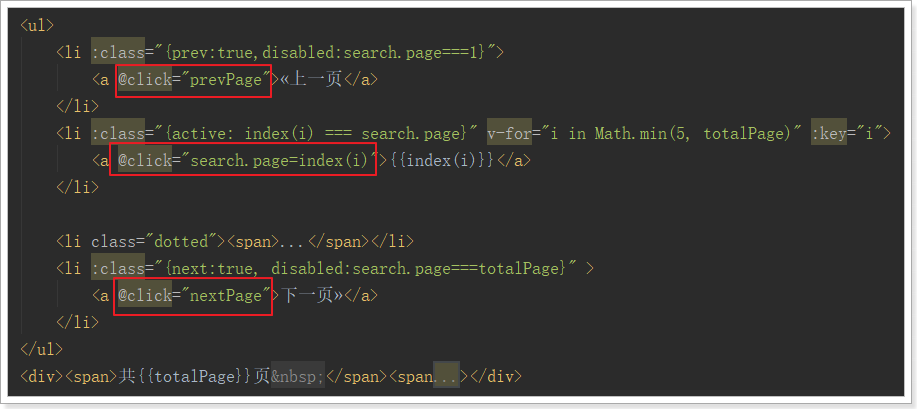 <ul>
<li :class="{prev:true,disabled:search.page===1}">
<a @click="prevPage">«上一页</a>
</li>
<li :class="{active: index(i) === search.page}" v-for="i in Math.min(5, totalPage)" :key="i">
<a @click="search.page=index(i)">{{index(i)}}</a>
</li>
<li class="dotted"><span>...</span></li>
<li :class="{next:true, disabled:search.page===totalPage}" >
<a @click="nextPage">下一页»</a>
</li>
</ul>
<div><span>共{{totalPage}}页&nbsp;</span><span...></div>